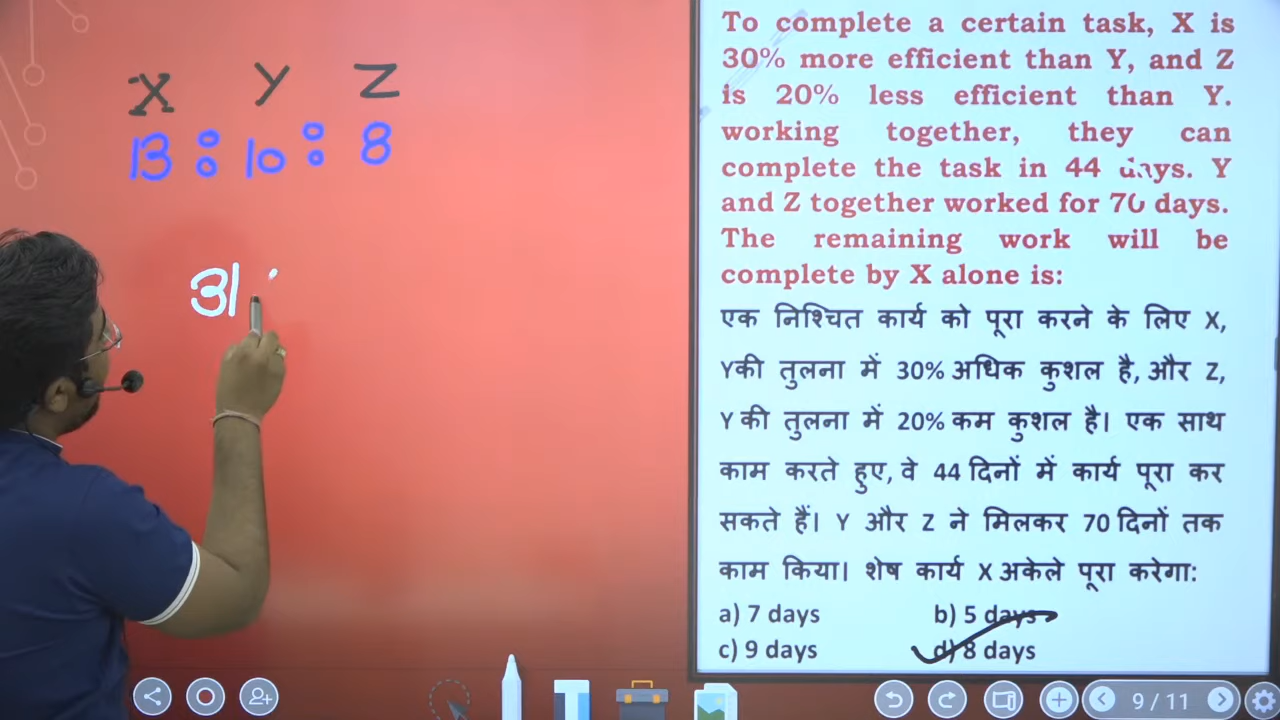 X Y Z
13 : 10 : 8
31
To complete a certain task, X is
30% more efficient than Y, and Z
is 20% less efficient than Y.
working together, they can
complete the task in 44 days. Y
and Z together worked for 70 days.
The remaining work will be
complete by X alone is:
एक निश्चित कार्य को पूरा करने के लिए X,
Yकी तुलना में 30% अधिक कुशल है, और Z,
Y की तुलना में 20% कम कुशल है। एक साथ
काम करते हुए, वे 44 दिनों में कार्य पूरा कर
सकते हैं। Y और Z ने मिलकर 70 दिनों तक
काम किया। शेष कार्य X अकेले पूरा करेगा:
a) 7 days b) 5 days
c) 9 days d) 8 days
9 / 11